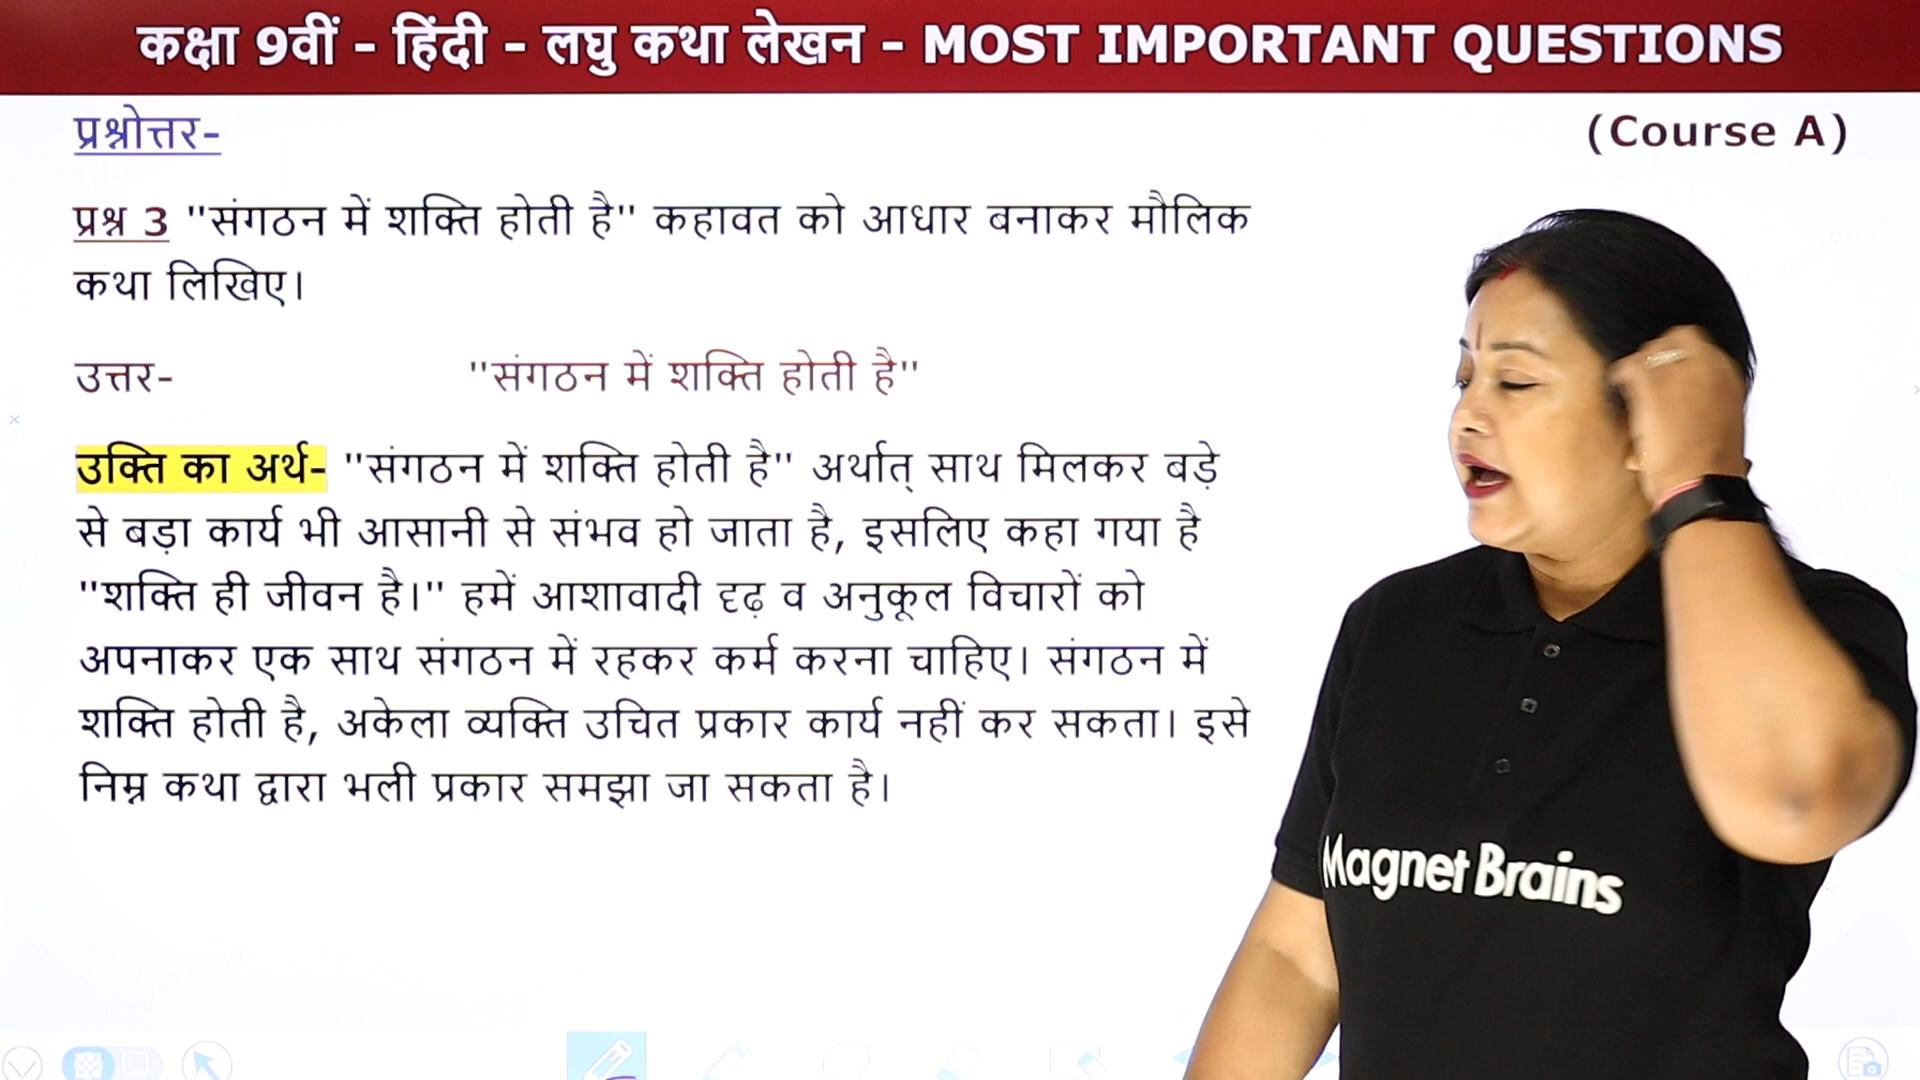 कक्षा 9वीं - हिंदी - लघु कथा लेखन - MOST IMPORTANT QUESTIONS
प्रश्नोत्तर-
(Course A)
प्रश्न 3 "संगठन में शक्ति होती है" कहावत को आधार बनाकर मौलिक
कथा लिखिए।
उत्तर- "संगठन में शक्ति होती है"
उक्ति का अर्थ- "संगठन में शक्ति होती है" अर्थात् साथ मिलकर बड़े
से बड़ा कार्य भी आसानी से संभव हो जाता है, इसलिए कहा गया है
"शक्ति ही जीवन है।" हमें आशावादी दृढ़ व अनुकूल विचारों को
अपनाकर एक साथ संगठन में रहकर कर्म करना चाहिए। संगठन में
शक्ति होती है, अकेला व्यक्ति उचित प्रकार कार्य नहीं कर सकता। इसे
निम्न कथा द्वारा भली प्रकार समझा जा सकता है।
Magnet Brains